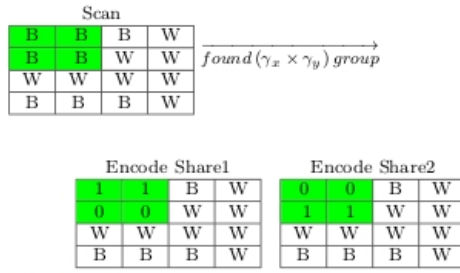 Scan
B B B W
B B W W
W W W W
B B B W
found (γx × γy) group
Encode Share1
1 1 B W
0 0 W W
W W W W
B B B W
Encode Share2
0 0 B W
1 1 W W
W W W W
B B B W